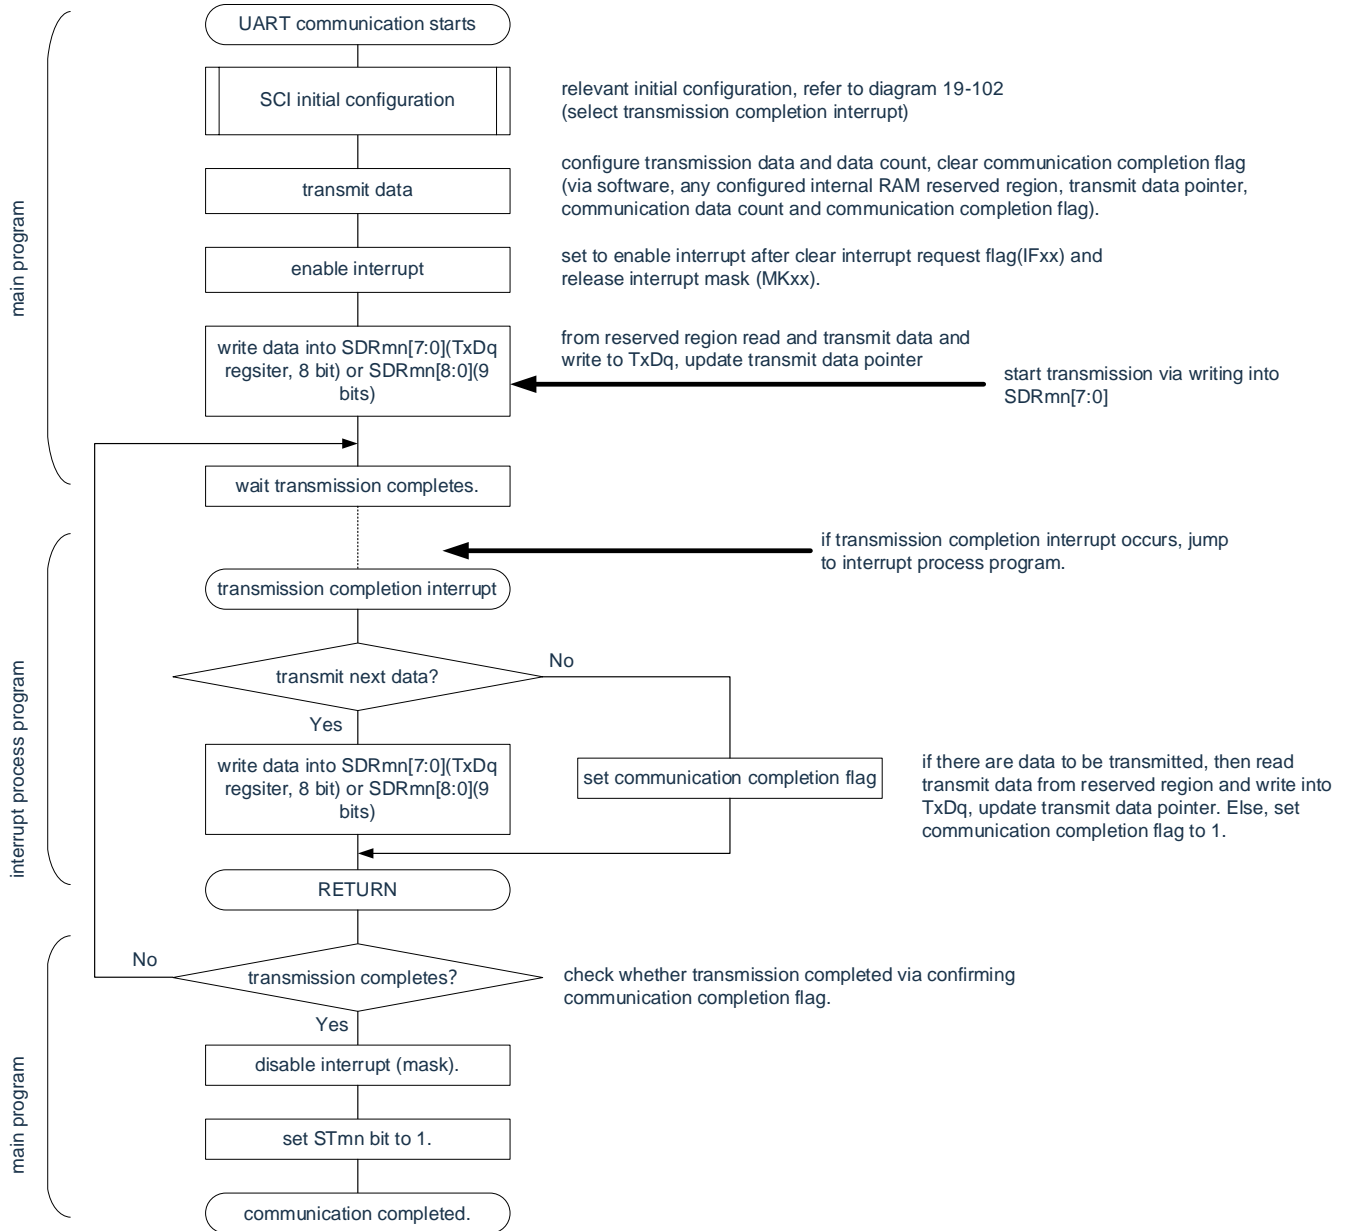 UART communication starts
SCI initial configuration
relevant initial configuration, refer to diagram 19-102
(select transmission completion interrupt)
transmit data
configure transmission data and data count, clear communication completion flag
(via software, any configured internal RAM reserved region, transmit data pointer,
communication data count and communication completion flag).
main program
enable interrupt
set to enable interrupt after clear interrupt request flag(IFxx) and
release interrupt mask (MKxx).
write data into SDRmn[7:0](TxDq
regsiter, 8 bit) or SDRmn[8:0](9
bits)
from reserved region read and transmit data and
write to TxDq, update transmit data pointer
start transmission via writing into
SDRmn[7:0]
wait transmission completes.
if transmission completion interrupt occurs, jump
to interrupt process program.
transmission completion interrupt
transmit next data?
No
Yes
interrupt process program
write data into SDRmn[7:0](TxDq
regsiter, 8 bit) or SDRmn[8:0](9
bits)
set communication completion flag
if there are data to be transmitted, then read
transmit data from reserved region and write into
TxDq, update transmit data pointer. Else, set
communication completion flag to 1.
RETURN
No
transmission completes?
check whether transmission completed via confirming
communication completion flag.
Yes
main program
disable interrupt (mask).
set STmn bit to 1.
communication completed.